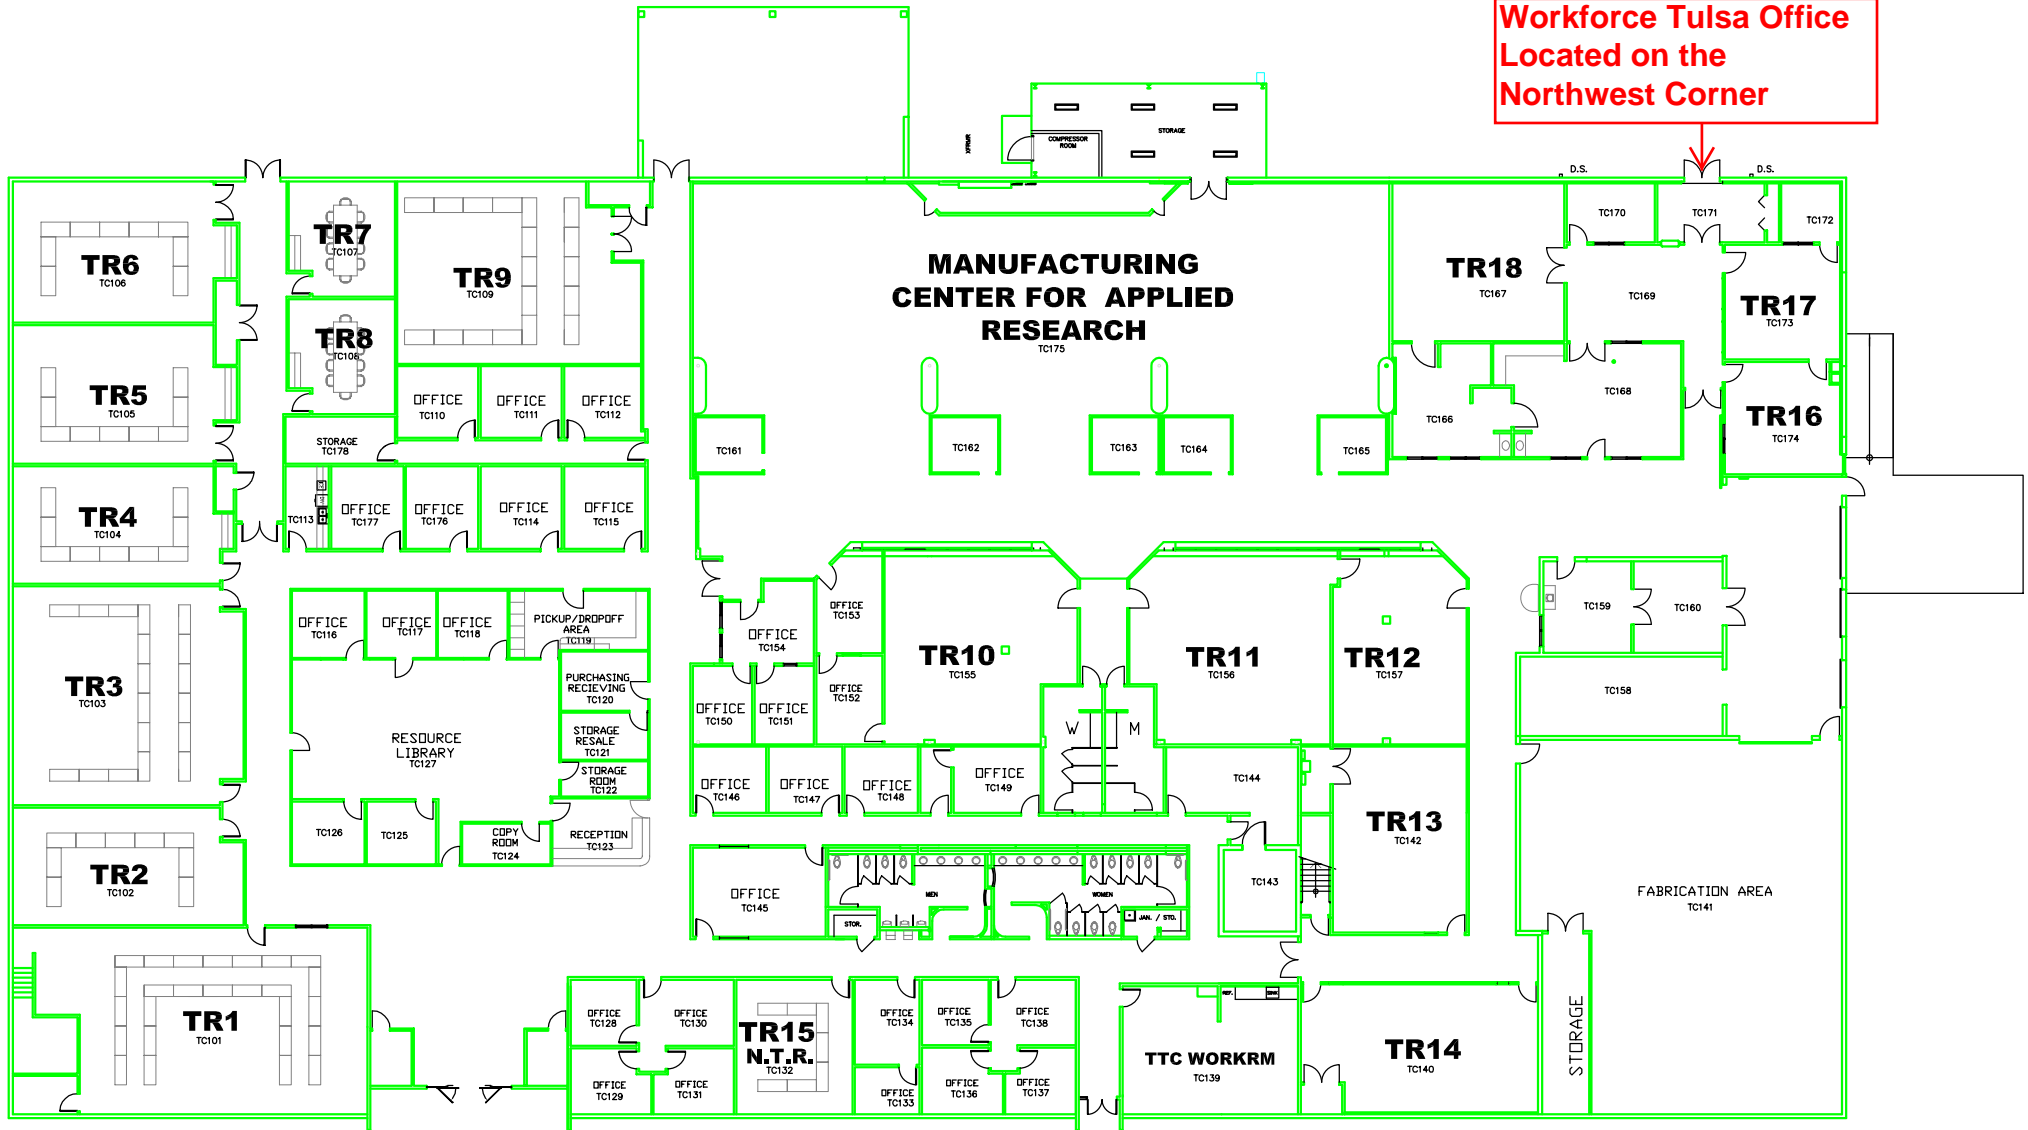 Workforce Tulsa Office
Located on the
Northwest Corner
XFRMR
COMPRESSOR
ROOM
STORAGE
D.S.
D.S.
TR6
TC106
TR7
TC107
TR9
TC109
MANUFACTURING
CENTER FOR APPLIED
RESEARCH
TC175
TR18
TC167
TC170
TC171
TC172
TC169
TR17
TC173
TR8
TC108
TR5
TC105
OFFICE
TC110
OFFICE
TC111
OFFICE
TC112
STORAGE
TC178
TC161
TC162
TC163
TC164
TC165
TC166
TC168
TR16
TC174
TR4
TC104
TC113
OFFICE
TC177
OFFICE
TC176
OFFICE
TC114
OFFICE
TC115
TR3
TC103
OFFICE
TC116
OFFICE
TC117
OFFICE
TC118
PICKUP/DROPOFF
AREA
TC119
PURCHASING
RECIEVING
TC120
STORAGE
RESALE
TC121
STORAGE
ROOM
TC122
RESOURCE
LIBRARY
TC127
TC126
TC125
COPY
ROOM
TC124
RECEPTION
TC123
OFFICE
TC153
OFFICE
TC154
OFFICE
TC152
OFFICE
TC150
OFFICE
TC151
TR10
TC155
TR11
TC156
TR12
TC157
TC159
TC160
TC158
W
M
OFFICE
TC146
OFFICE
TC147
OFFICE
TC148
OFFICE
TC149
TC144
TR13
TC142
TR2
TC102
OFFICE
TC145
MEN
WOMEN
STOR.
JAN. / STO.
TC143
FABRICATION AREA
TC141
TR1
TC101
OFFICE
TC128
OFFICE
TC130
TR15
N.T.R.
TC132
OFFICE
TC134
OFFICE
TC135
OFFICE
TC138
OFFICE
TC129
OFFICE
TC131
OFFICE
TC133
OFFICE
TC136
OFFICE
TC137
REF.
SINK
TTC WORKRM
TC139
TR14
TC140
STORAGE